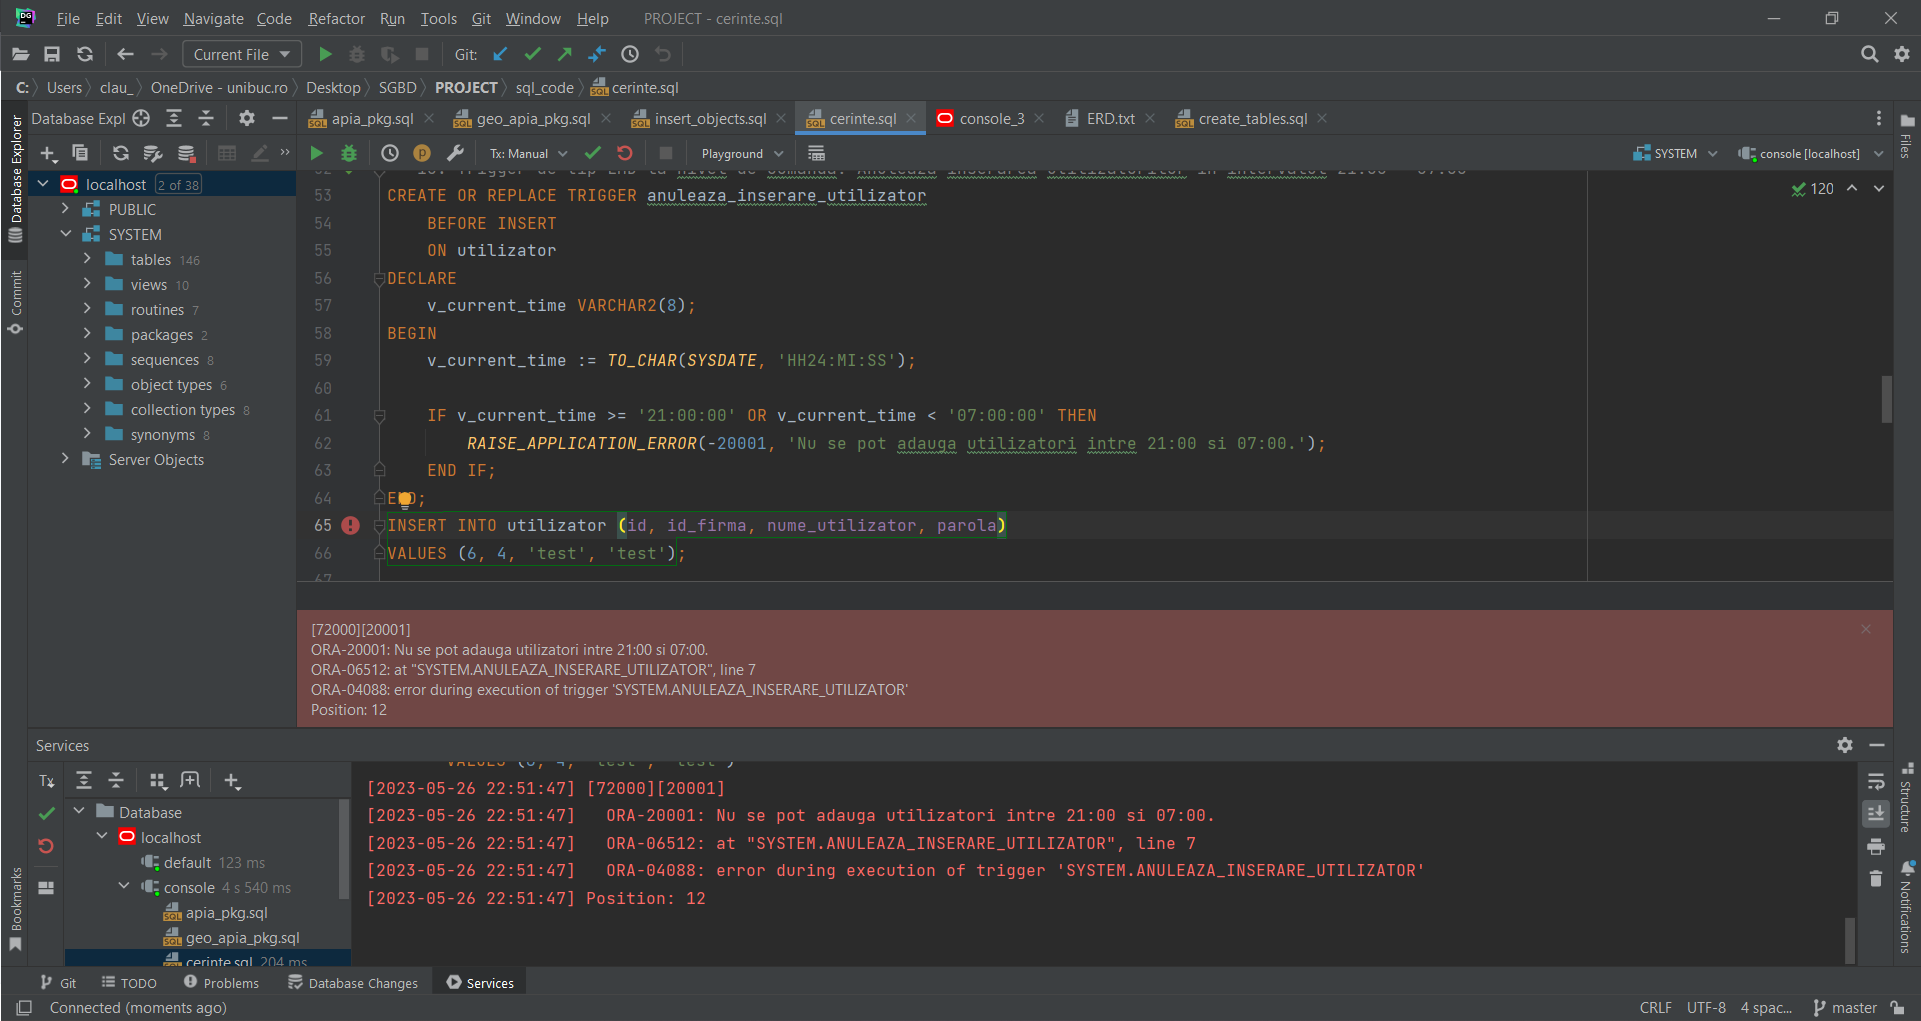 DG File Edit View Navigate Code Refactor Run Tools Git Window Help PROJECT - cerinte.sql
Current File Git:
C: Users clau_ OneDrive - unibuc.ro Desktop SGBD PROJECT sql_code cerinte.sql
Database Expl apia_pkg.sql geo_apia_pkg.sql insert_objects.sql cerinte.sql console_3 ERD.txt create_tables.sql
Tx: Manual Playground SYSTEM console [localhost]
Database Explorer
Commit
Bookmarks
Files
Structure
Notifications
localhost 2 of 38
PUBLIC
SYSTEM
tables 146
views 10
routines 7
packages 2
sequences 8
object types 6
collection types 8
synonyms 8
Server Objects
120
53 CREATE OR REPLACE TRIGGER anuleaza_inserare_utilizator
54 BEFORE INSERT
55 ON utilizator
56 DECLARE
57 v_current_time VARCHAR2(8);
58 BEGIN
59 v_current_time := TO_CHAR(SYSDATE, 'HH24:MI:SS');
60
61 IF v_current_time >= '21:00:00' OR v_current_time < '07:00:00' THEN
62 RAISE_APPLICATION_ERROR(-20001, 'Nu se pot adauga utilizatori intre 21:00 si 07:00.');
63 END IF;
64 END;
65 INSERT INTO utilizator (id, id_firma, nume_utilizator, parola)
66 VALUES (6, 4, 'test', 'test');
67
[72000][20001]
ORA-20001: Nu se pot adauga utilizatori intre 21:00 si 07:00.
ORA-06512: at "SYSTEM.ANULEAZA_INSERARE_UTILIZATOR", line 7
ORA-04088: error during execution of trigger 'SYSTEM.ANULEAZA_INSERARE_UTILIZATOR'
Position: 12
Services
Tx
Database
localhost
default 123 ms
console 4 s 540 ms
apia_pkg.sql
geo_apia_pkg.sql
cerinte.sql 204 ms
VALUES (6, 4, 'test', 'test')
[2023-05-26 22:51:47] [72000][20001]
[2023-05-26 22:51:47] ORA-20001: Nu se pot adauga utilizatori intre 21:00 si 07:00.
[2023-05-26 22:51:47] ORA-06512: at "SYSTEM.ANULEAZA_INSERARE_UTILIZATOR", line 7
[2023-05-26 22:51:47] ORA-04088: error during execution of trigger 'SYSTEM.ANULEAZA_INSERARE_UTILIZATOR'
[2023-05-26 22:51:47] Position: 12
Git TODO Problems Database Changes Services
Connected (moments ago) CRLF UTF-8 4 spac... master